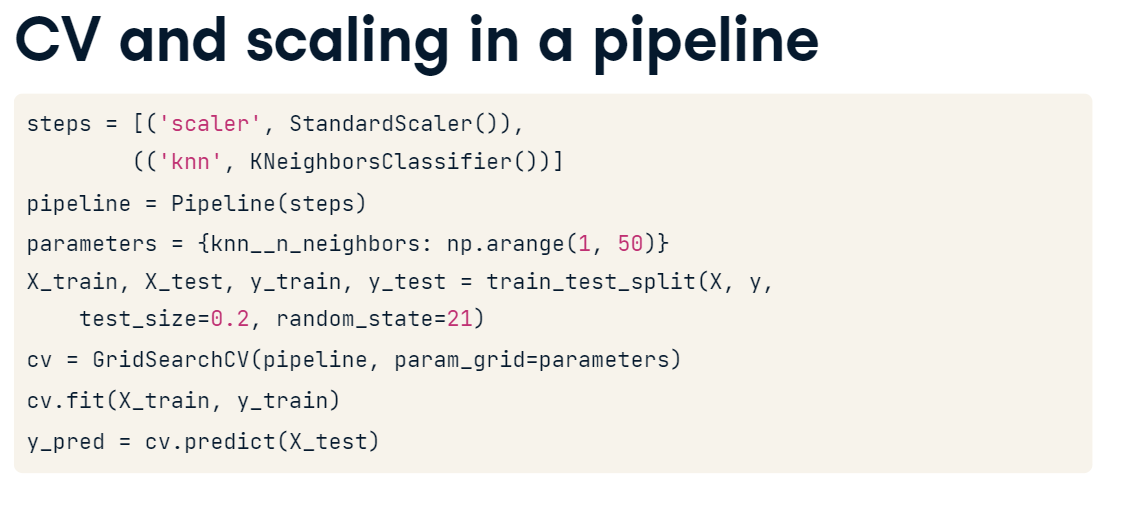 CV and scaling in a pipeline
steps = [('scaler', StandardScaler()),
        (('knn', KNeighborsClassifier())]
pipeline = Pipeline(steps)
parameters = {knn__n_neighbors: np.arange(1, 50)}
X_train, X_test, y_train, y_test = train_test_split(X, y,
    test_size=0.2, random_state=21)
cv = GridSearchCV(pipeline, param_grid=parameters)
cv.fit(X_train, y_train)
y_pred = cv.predict(X_test)